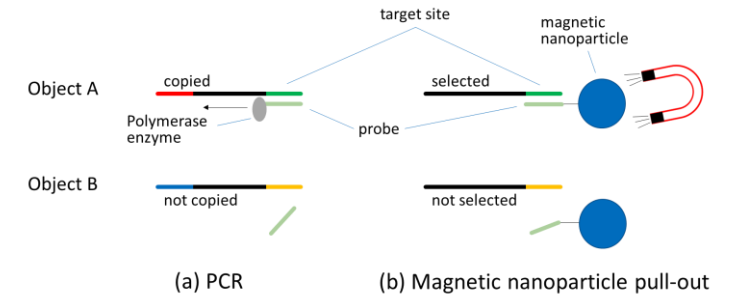 target site
magnetic
nanoparticle
Object A
copied
selected
Polymerase
enzyme
probe
Object B
not copied
not selected
(a) PCR
(b) Magnetic nanoparticle pull-out